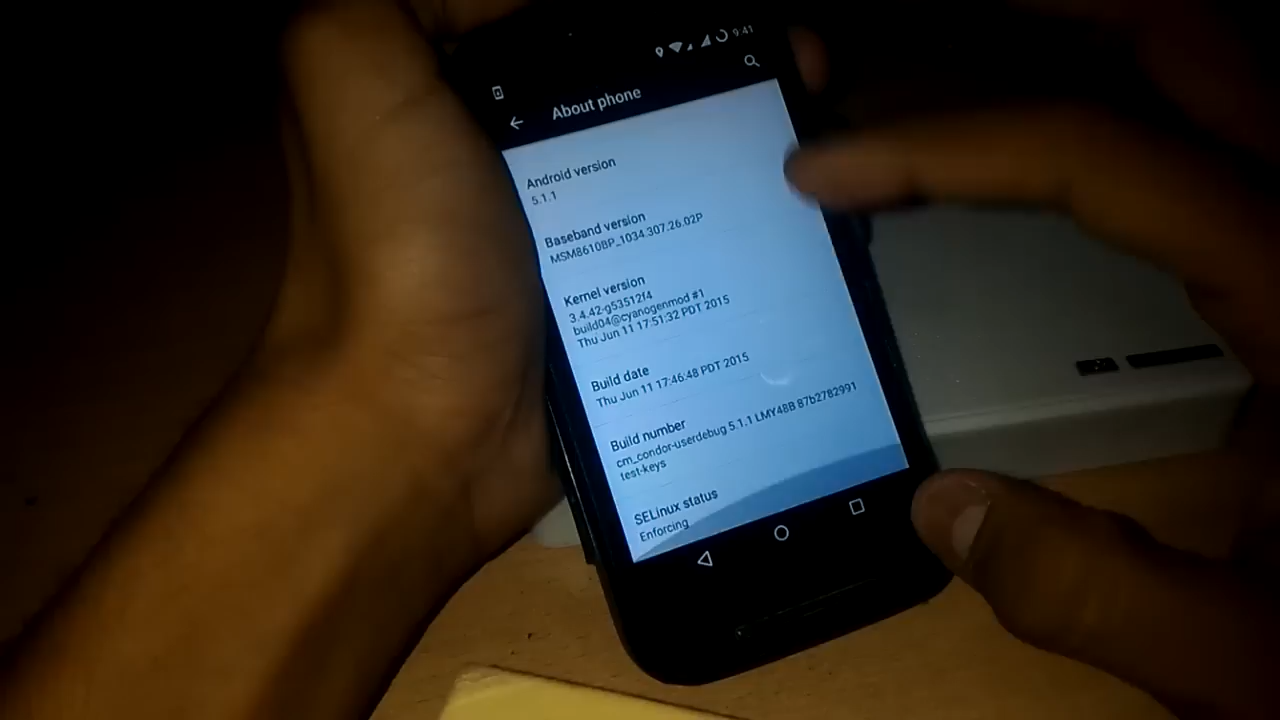 9:41
About phone
Android version
5.1.1
Baseband version
MSM8610BP_1034.307.26.02P
Kernel version
3.4.42-g53512f4
build04@cyanogenmod #1
Thu Jun 11 17:51:32 PDT 2015
Build date
Thu Jun 11 17:46:48 PDT 2015
Build number
cm_condor-userdebug 5.1.1 LMY48B 87b2782991
test-keys
SELinux status
Enforcing